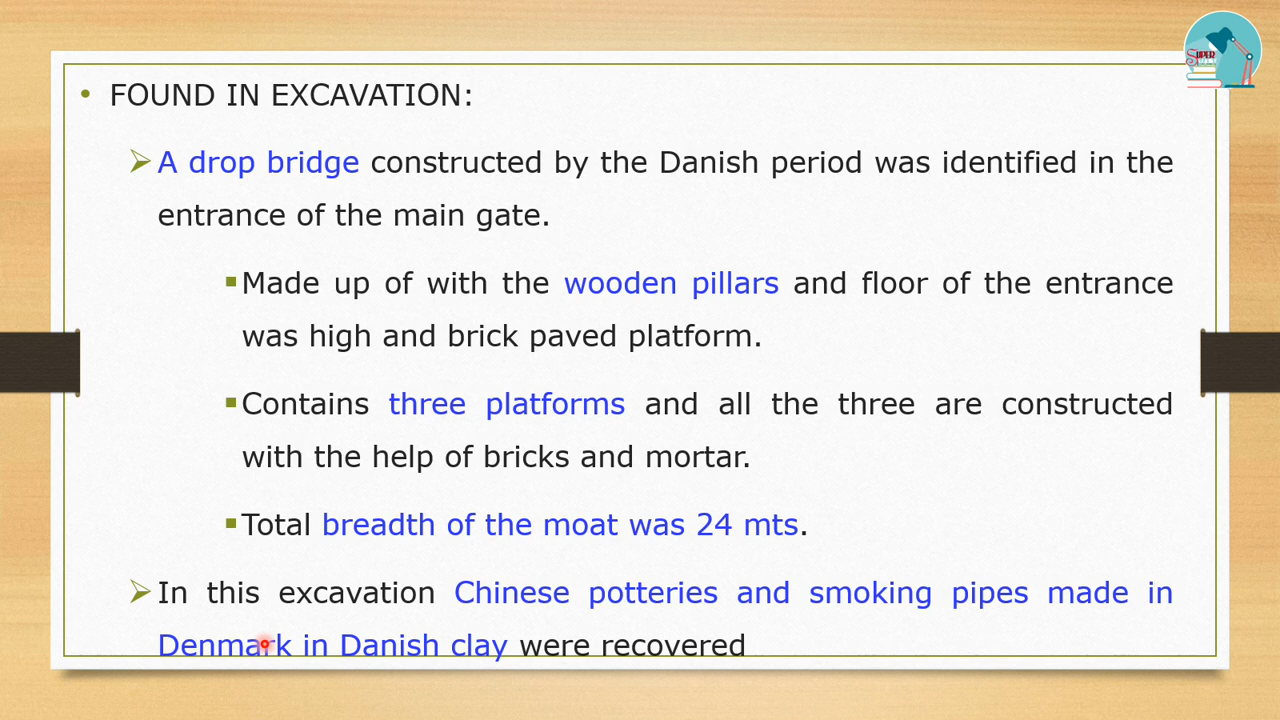 • FOUND IN EXCAVATION:
➢ A drop bridge constructed by the Danish period was identified in the
entrance of the main gate.
▪ Made up of with the wooden pillars and floor of the entrance
was high and brick paved platform.
▪ Contains three platforms and all the three are constructed
with the help of bricks and mortar.
▪ Total breadth of the moat was 24 mts.
➢ In this excavation Chinese potteries and smoking pipes made in
Denmark in Danish clay were recovered